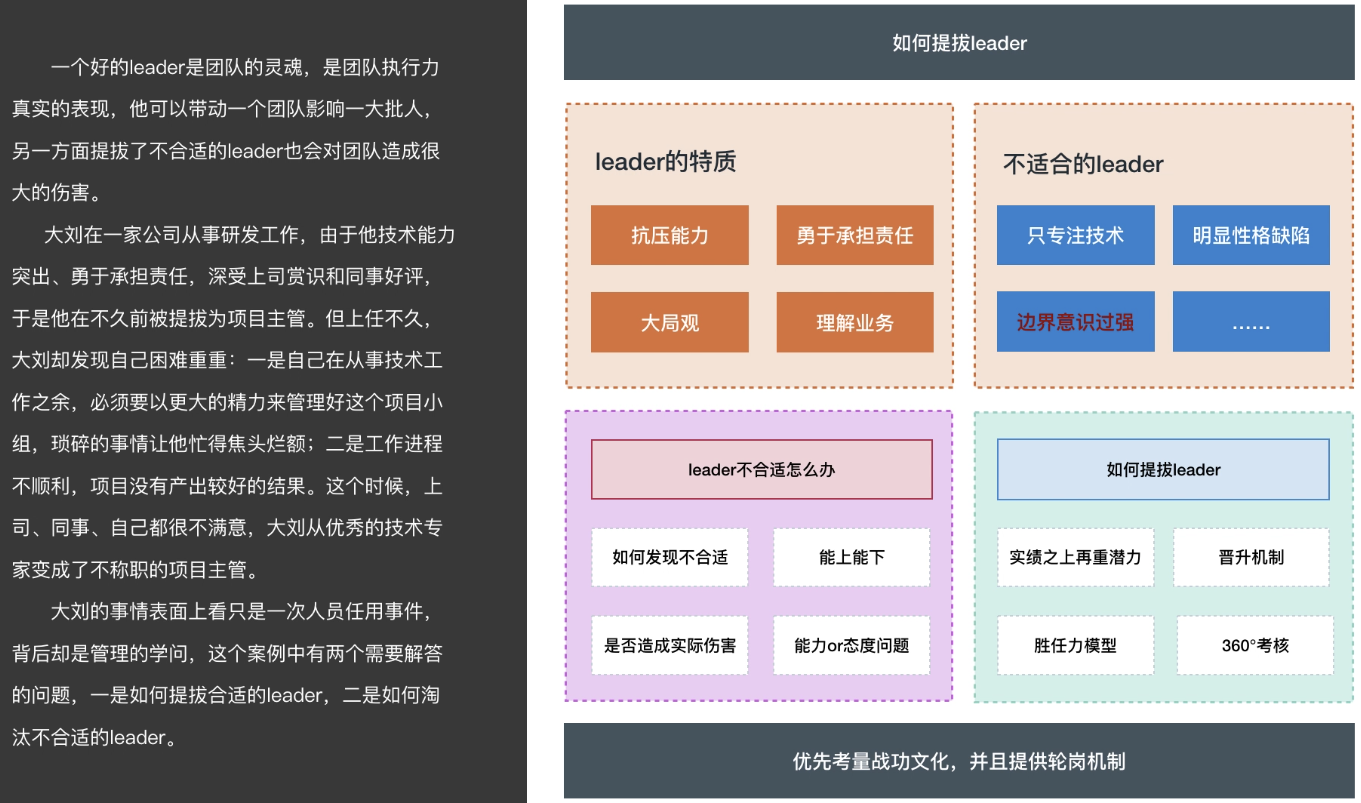 一个好的leader是团队的灵魂，是团队执行力
真实的表现，他可以带动一个团队影响一大批人，
另一方面提拔了不合适的leader也会对团队造成很
大的伤害。
大刘在一家公司从事研发工作，由于他技术能力
突出、勇于承担责任，深受上司赏识和同事好评，
于是他在不久前被提拔为项目主管。但上任不久，
大刘却发现自己困难重重：一是自己在从事技术工
作之余，必须要以更大的精力来管理好这个项目小
组，琐碎的事情让他忙得焦头烂额；二是工作进程
不顺利，项目没有产出较好的结果。这个时候，上
司、同事、自己都很不满意，大刘从优秀的技术专
家变成了不称职的项目主管。
大刘的事情表面上看只是一次人员任用事件，
背后却是管理的学问，这个案例中有两个需要解答
的问题，一是如何提拔合适的leader，二是如何淘
汰不合适的leader。
如何提拔leader
leader的特质
抗压能力
勇于承担责任
大局观
理解业务
不适合的leader
只专注技术
明显性格缺陷
边界意识过强
……
leader不合适怎么办
如何发现不合适
能上能下
是否造成实际伤害
能力or态度问题
如何提拔leader
实绩之上再重潜力
晋升机制
胜任力模型
360°考核
优先考量战功文化，并且提供轮岗机制